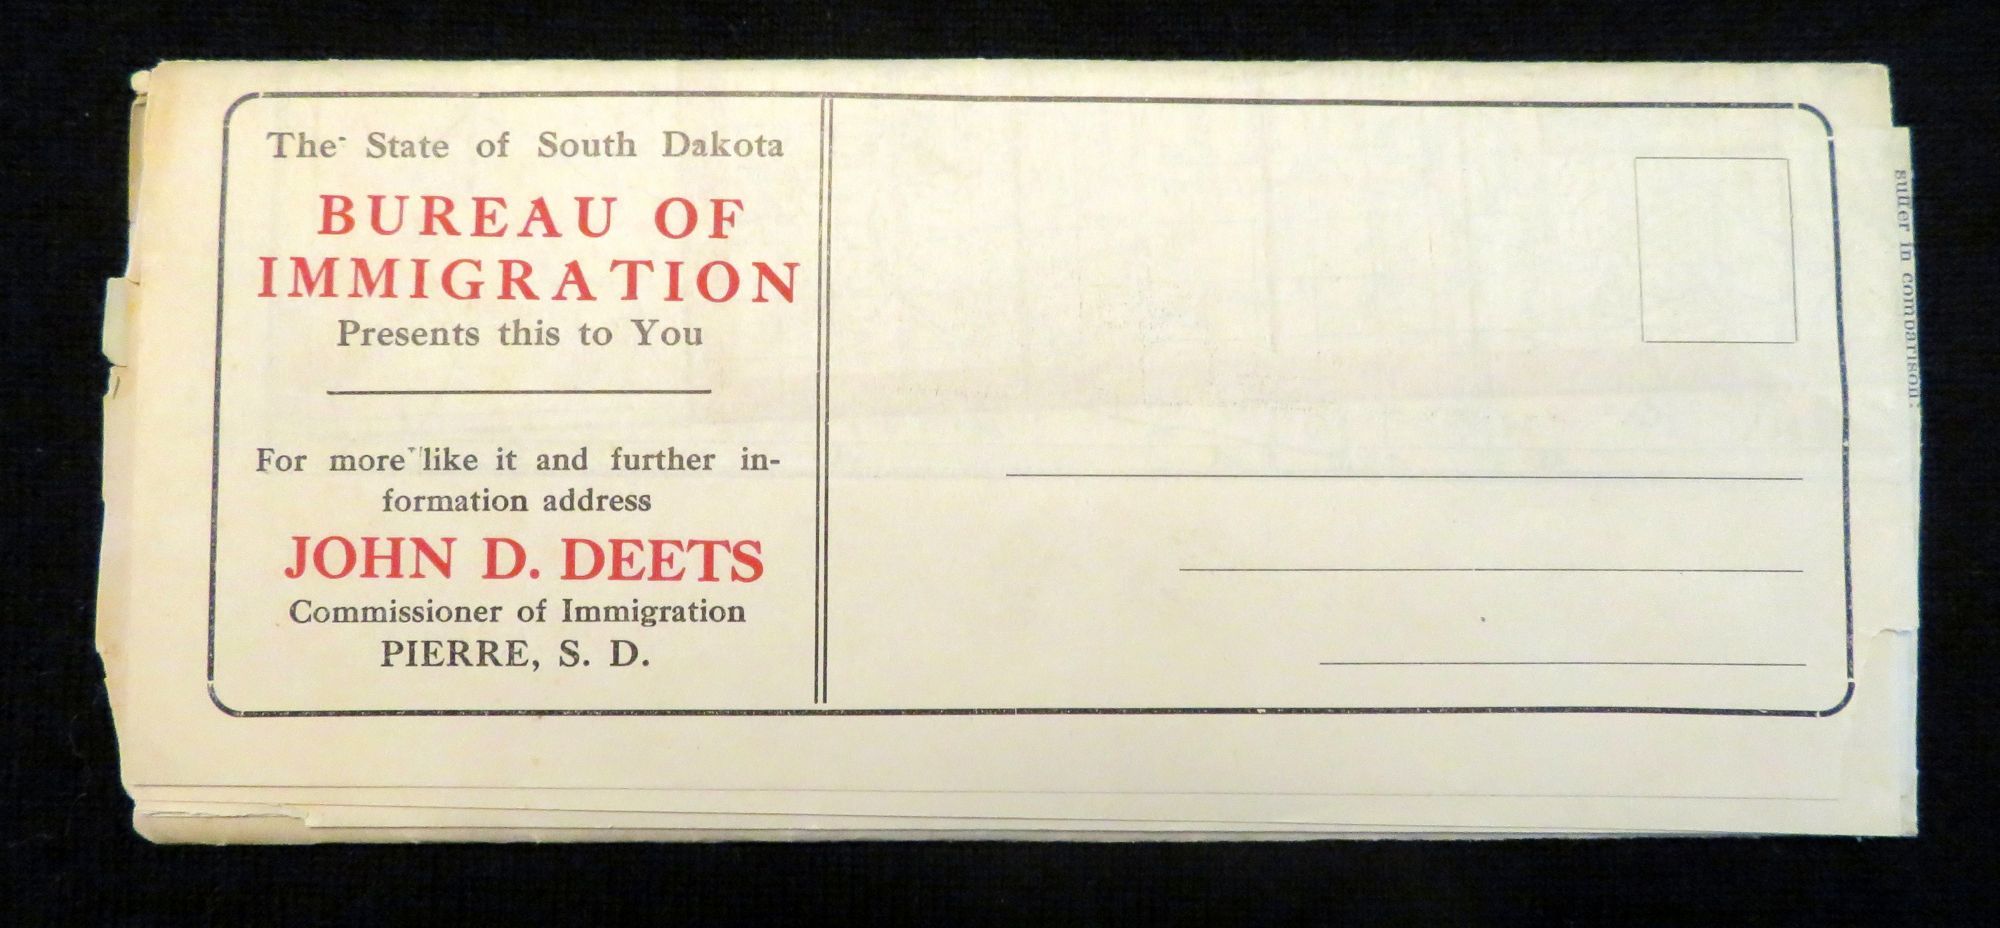 The State of South Dakota
BUREAU OF
IMMIGRATION
Presents this to You
For more like it and further in-
formation address
JOHN D. DEETS
Commissioner of Immigration
PIERRE, S. D.
suffer in comparison.